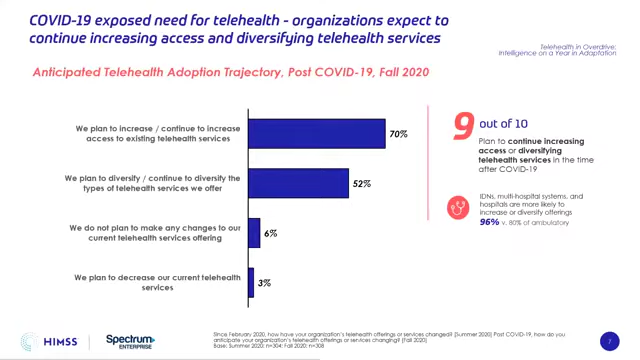 COVID-19 exposed need for telehealth - organizations expect to
continue increasing access and diversifying telehealth services
Telehealth in Overdrive:
Intelligence on a Year in Adaptation
Anticipated Telehealth Adoption Trajectory, Post COVID-19, Fall 2020
We plan to increase / continue to increase
access to existing telehealth services
70%
We plan to diversify / continue to diversify the
types of telehealth services we offer
52%
We do not plan to make any changes to our
current telehealth services offering
6%
We plan to decrease our current telehealth
services
3%
9 out of 10
Plan to continue increasing
access or diversifying
telehealth services in the time
after COVID-19
IDNs, multi-hospital systems, and
hospitals are more likely to
increase or diversify offerings
96% v. 80% of ambulatory
HIMSS
Spectrum
ENTERPRISE
Since February 2020, how have your organization's telehealth offerings or services changed? [Summer 2020] Post COVID-19, how do you
anticipate your organization's telehealth offerings or services changing? [Fall 2020]
Base: Summer 2020: n=304; Fall 2020: n=308
7